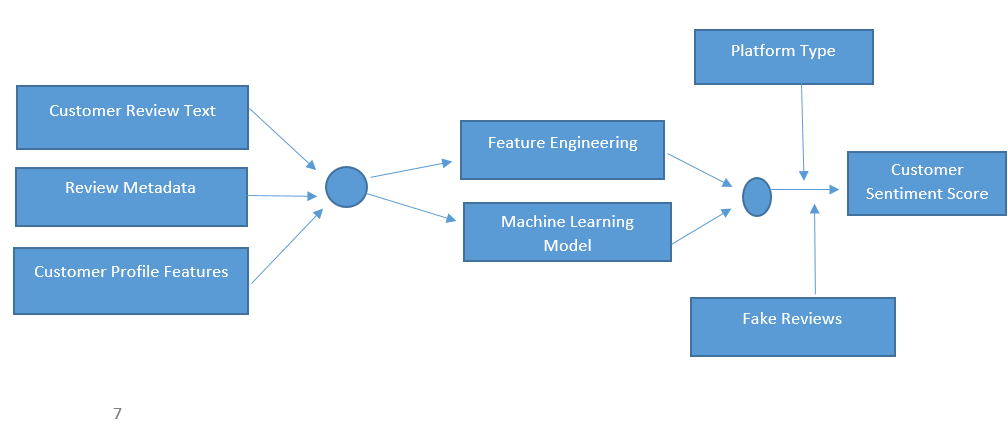 Customer Review Text
Review Metadata
Customer Profile Features
Feature Engineering
Machine Learning
Model
Platform Type
Customer
Sentiment Score
Fake Reviews
7